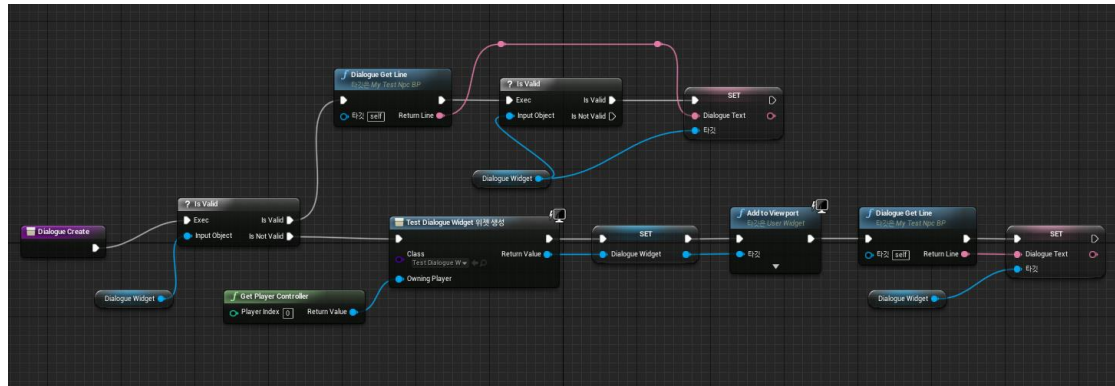 Dialogue Get Line
타깃은 My Test Npc BP
타깃 self
Return Line
? Is Valid
Exec
Is Valid
Input Object
Is Not Valid
SET
Dialogue Text
타깃
Dialogue Widget
Dialogue Create
? Is Valid
Exec
Is Valid
Input Object
Is Not Valid
Dialogue Widget
Test Dialogue Widget 위젯 생성
Class
Test Dialogue W
Return Value
Owning Player
f Get Player Controller
Player Index 0
Return Value
SET
Dialogue Widget
f Add to Viewport
타깃은 User Widget
타깃
f Dialogue Get Line
타깃은 My Test Npc BP
타깃 self
Return Line
SET
Dialogue Text
타깃
Dialogue Widget